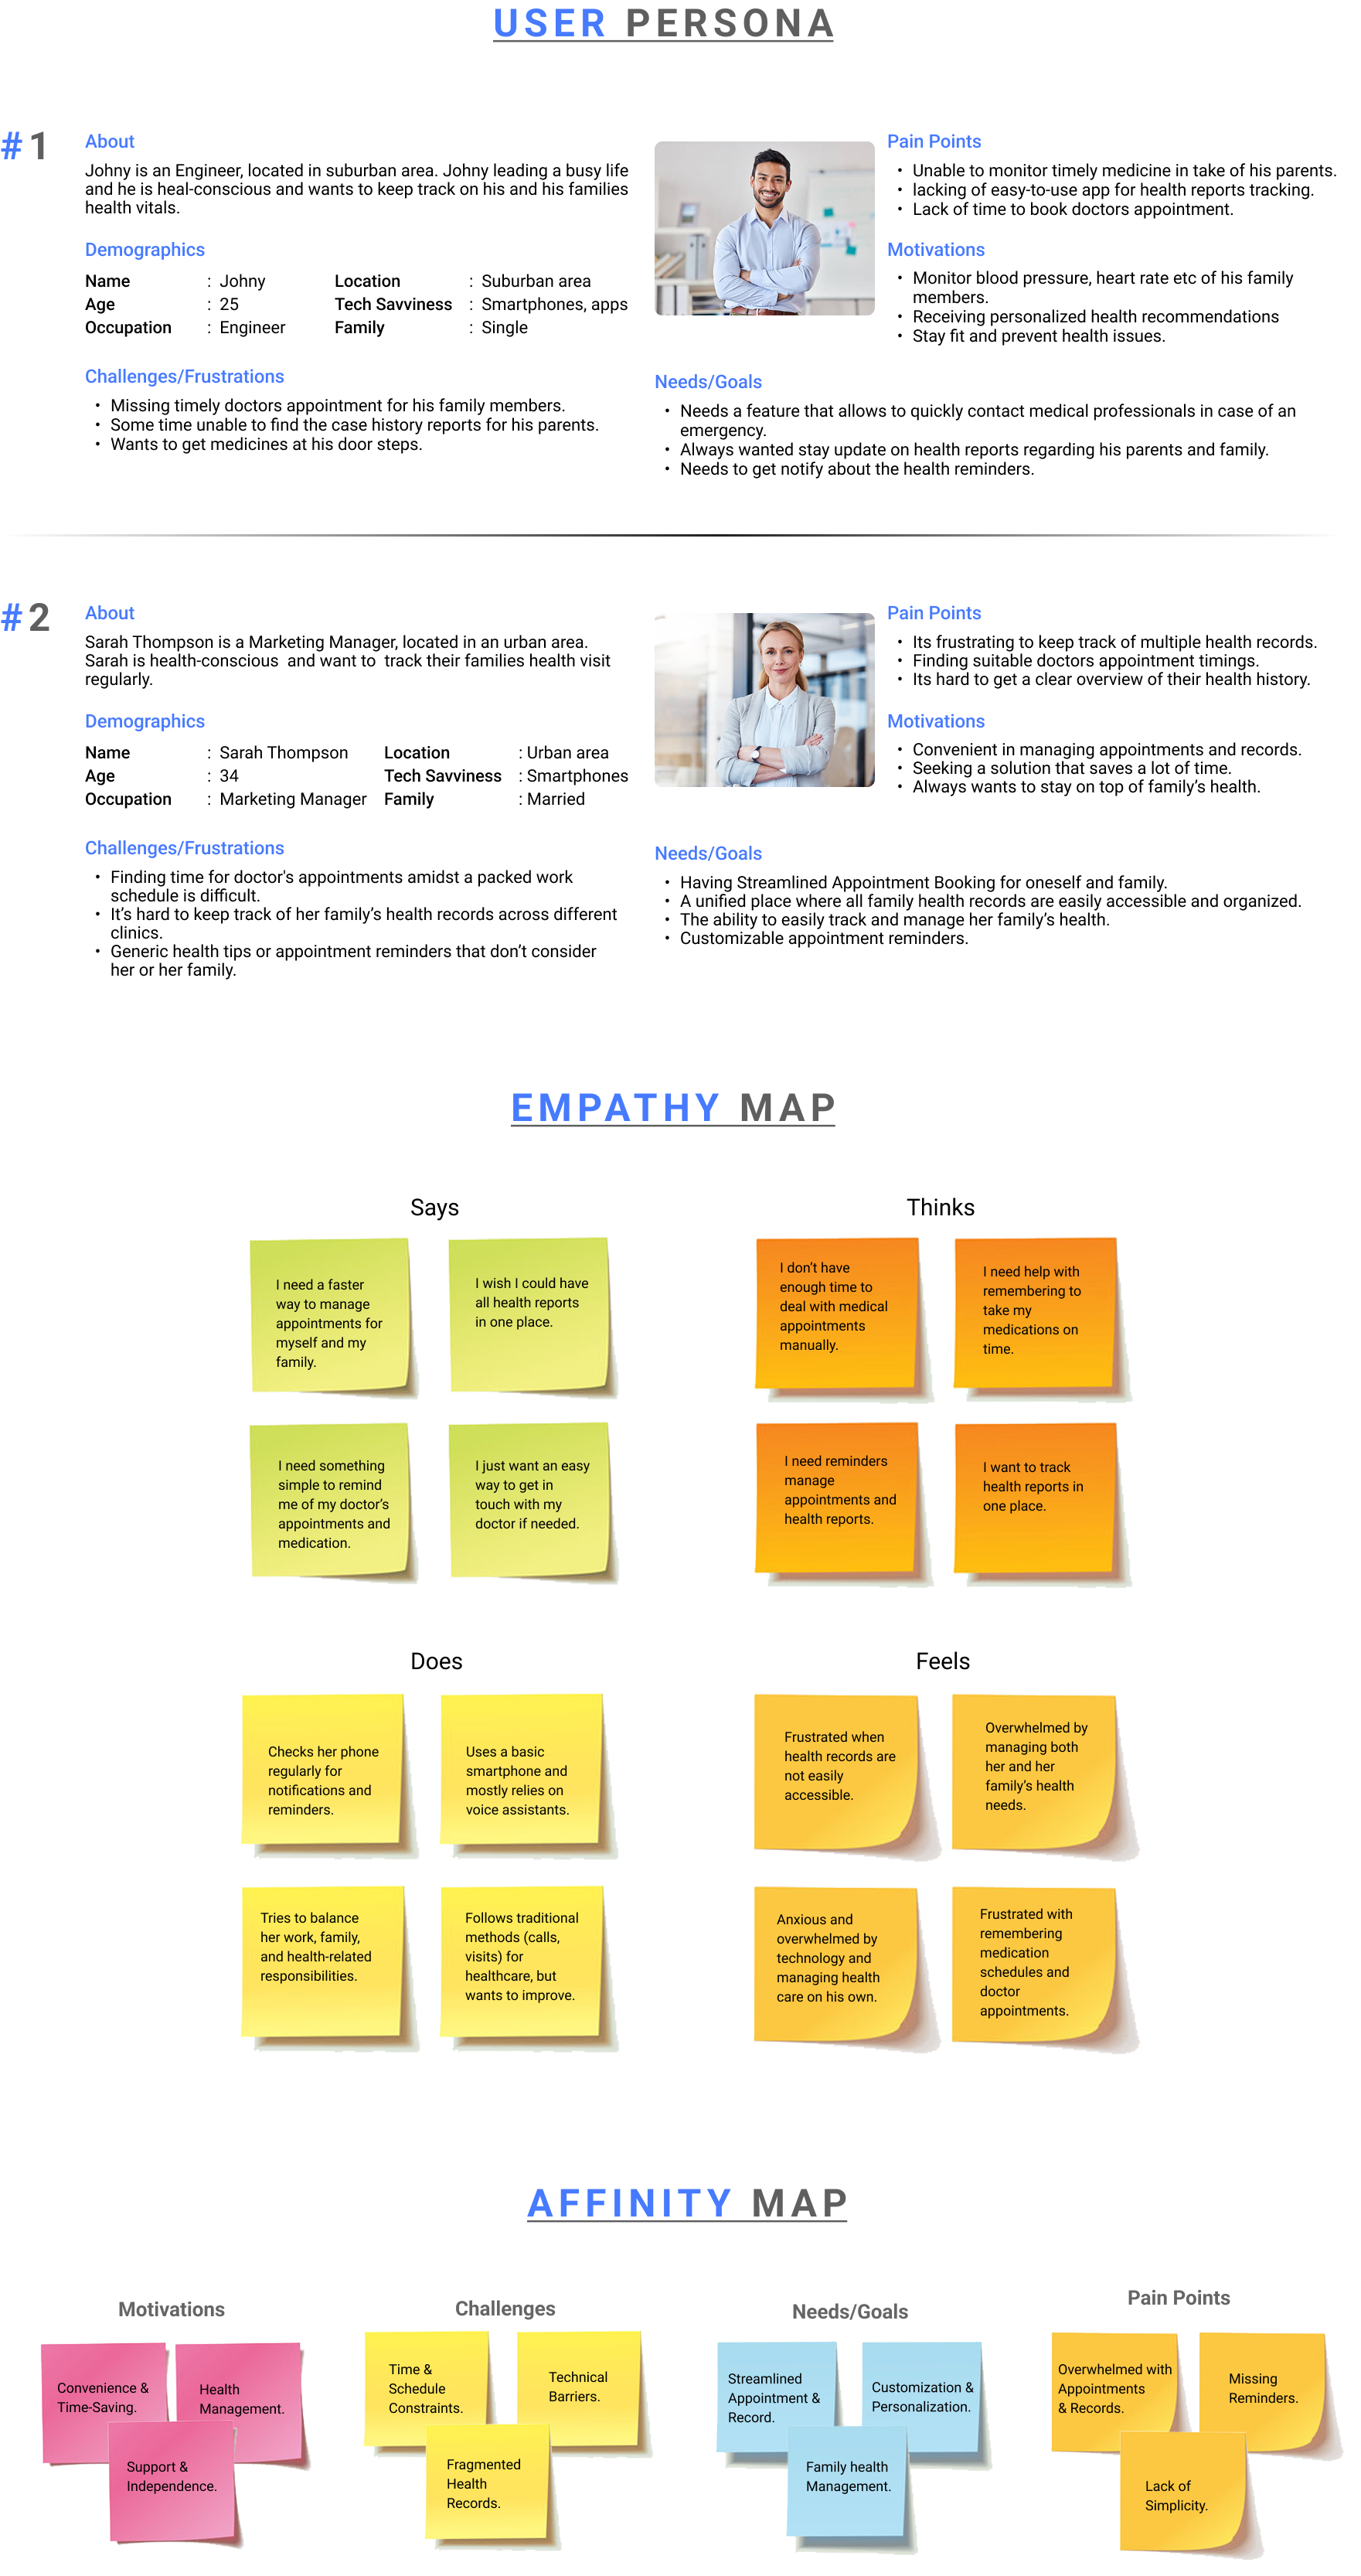 USER PERSONA
#1
About
Johny is an Engineer, located in suburban area. Johny leading a busy life
and he is heal-conscious and wants to keep track on his and his families
health vitals.
Demographics
Name : Johny Location : Suburban area
Age : 25 Tech Savviness : Smartphones, apps
Occupation : Engineer Family : Single
Challenges/Frustrations
• Missing timely doctors appointment for his family members.
• Some time unable to find the case history reports for his parents.
• Wants to get medicines at his door steps.
Pain Points
• Unable to monitor timely medicine in take of his parents.
• lacking of easy-to-use app for health reports tracking.
• Lack of time to book doctors appointment.
Motivations
• Monitor blood pressure, heart rate etc of his family
members.
• Receiving personalized health recommendations
• Stay fit and prevent health issues.
Needs/Goals
• Needs a feature that allows to quickly contact medical professionals in case of an
emergency.
• Always wanted stay update on health reports regarding his parents and family.
• Needs to get notify about the health reminders.
#2
About
Sarah Thompson is a Marketing Manager, located in an urban area.
Sarah is health-conscious and want to track their families health visit
regularly.
Demographics
Name : Sarah Thompson Location : Urban area
Age : 34 Tech Savviness : Smartphones
Occupation : Marketing Manager Family : Married
Challenges/Frustrations
• Finding time for doctor's appointments amidst a packed work
schedule is difficult.
• It’s hard to keep track of her family’s health records across different
clinics.
• Generic health tips or appointment reminders that don’t consider
her or her family.
Pain Points
• Its frustrating to keep track of multiple health records.
• Finding suitable doctors appointment timings.
• Its hard to get a clear overview of their health history.
Motivations
• Convenient in managing appointments and records.
• Seeking a solution that saves a lot of time.
• Always wants to stay on top of family’s health.
Needs/Goals
• Having Streamlined Appointment Booking for oneself and family.
• A unified place where all family health records are easily accessible and organized.
• The ability to easily track and manage her family’s health.
• Customizable appointment reminders.
EMPATHY MAP
Says
I need a faster
way to manage
appointments for
myself and my
family.
I wish I could have
all health reports
in one place.
I need something
simple to remind
me of my doctor’s
appointments and
medication.
I just want an easy
way to get in
touch with my
doctor if needed.
Thinks
I don’t have
enough time to
deal with medical
appointments
manually.
I need help with
remembering to
take my
medications on
time.
I need reminders
manage
appointments and
health reports.
I want to track
health reports in
one place.
Does
Checks her phone
regularly for
notifications and
reminders.
Uses a basic
smartphone and
mostly relies on
voice assistants.
Tries to balance
her work, family,
and health-related
responsibilities.
Follows traditional
methods (calls,
visits) for
healthcare, but
wants to improve.
Feels
Frustrated when
health records are
not easily
accessible.
Overwhelmed by
managing both
her and her
family’s health
needs.
Anxious and
overwhelmed by
technology and
managing health
care on his own.
Frustrated with
remembering
medication
schedules and
doctor
appointments.
AFFINITY MAP
Motivations
Convenience &
Time-Saving.
Health
Management.
Support &
Independence.
Challenges
Time &
Schedule
Constraints.
Technical
Barriers.
Fragmented
Health
Records.
Needs/Goals
Streamlined
Appointment &
Record.
Customization &
Personalization.
Family health
Management.
Pain Points
Overwhelmed with
Appointments
& Records.
Missing
Reminders.
Lack of
Simplicity.